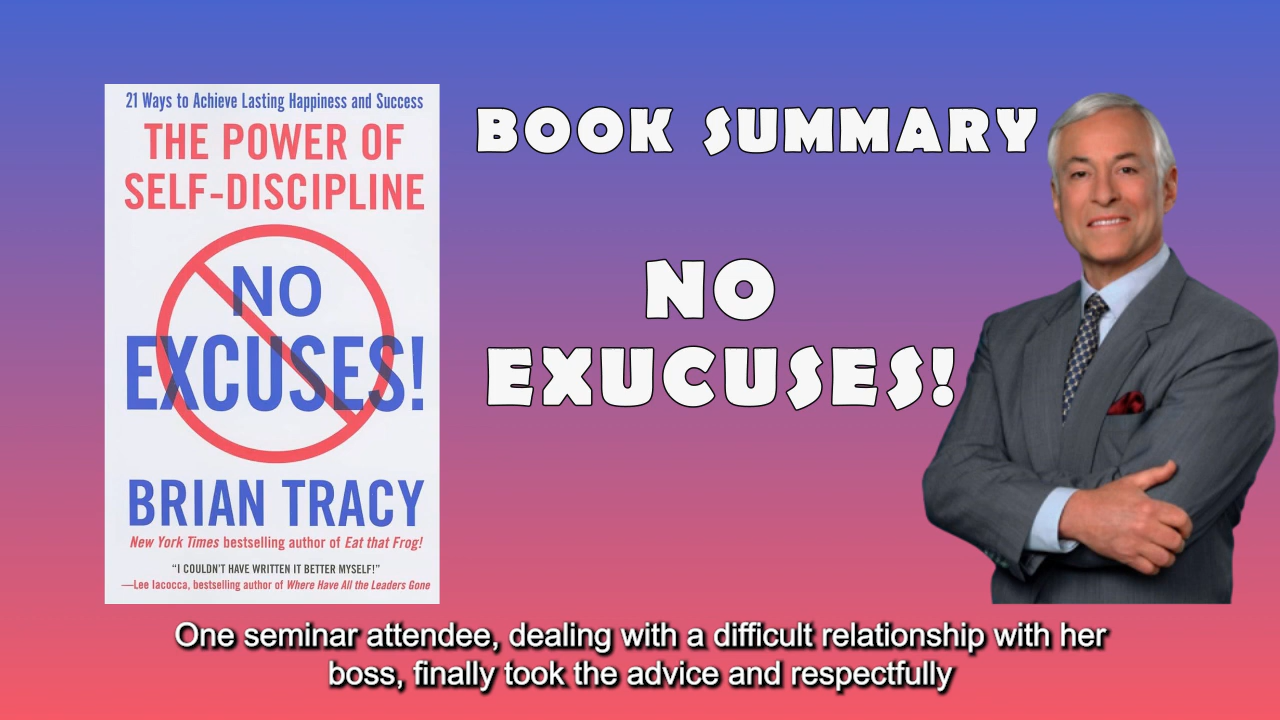 21 Ways to Achieve Lasting Happiness and Success
THE POWER OF
SELF-DISCIPLINE
NO
EXCUSES!
BRIAN TRACY
New York Times bestselling author of Eat that Frog!
“I COULDN’T HAVE WRITTEN IT BETTER MYSELF!”
—Lee Iacocca, bestselling author of Where Have All the Leaders Gone
BOOK SUMMARY
NO
EXUCUSES!
One seminar attendee, dealing with a difficult relationship with her
boss, finally took the advice and respectfully